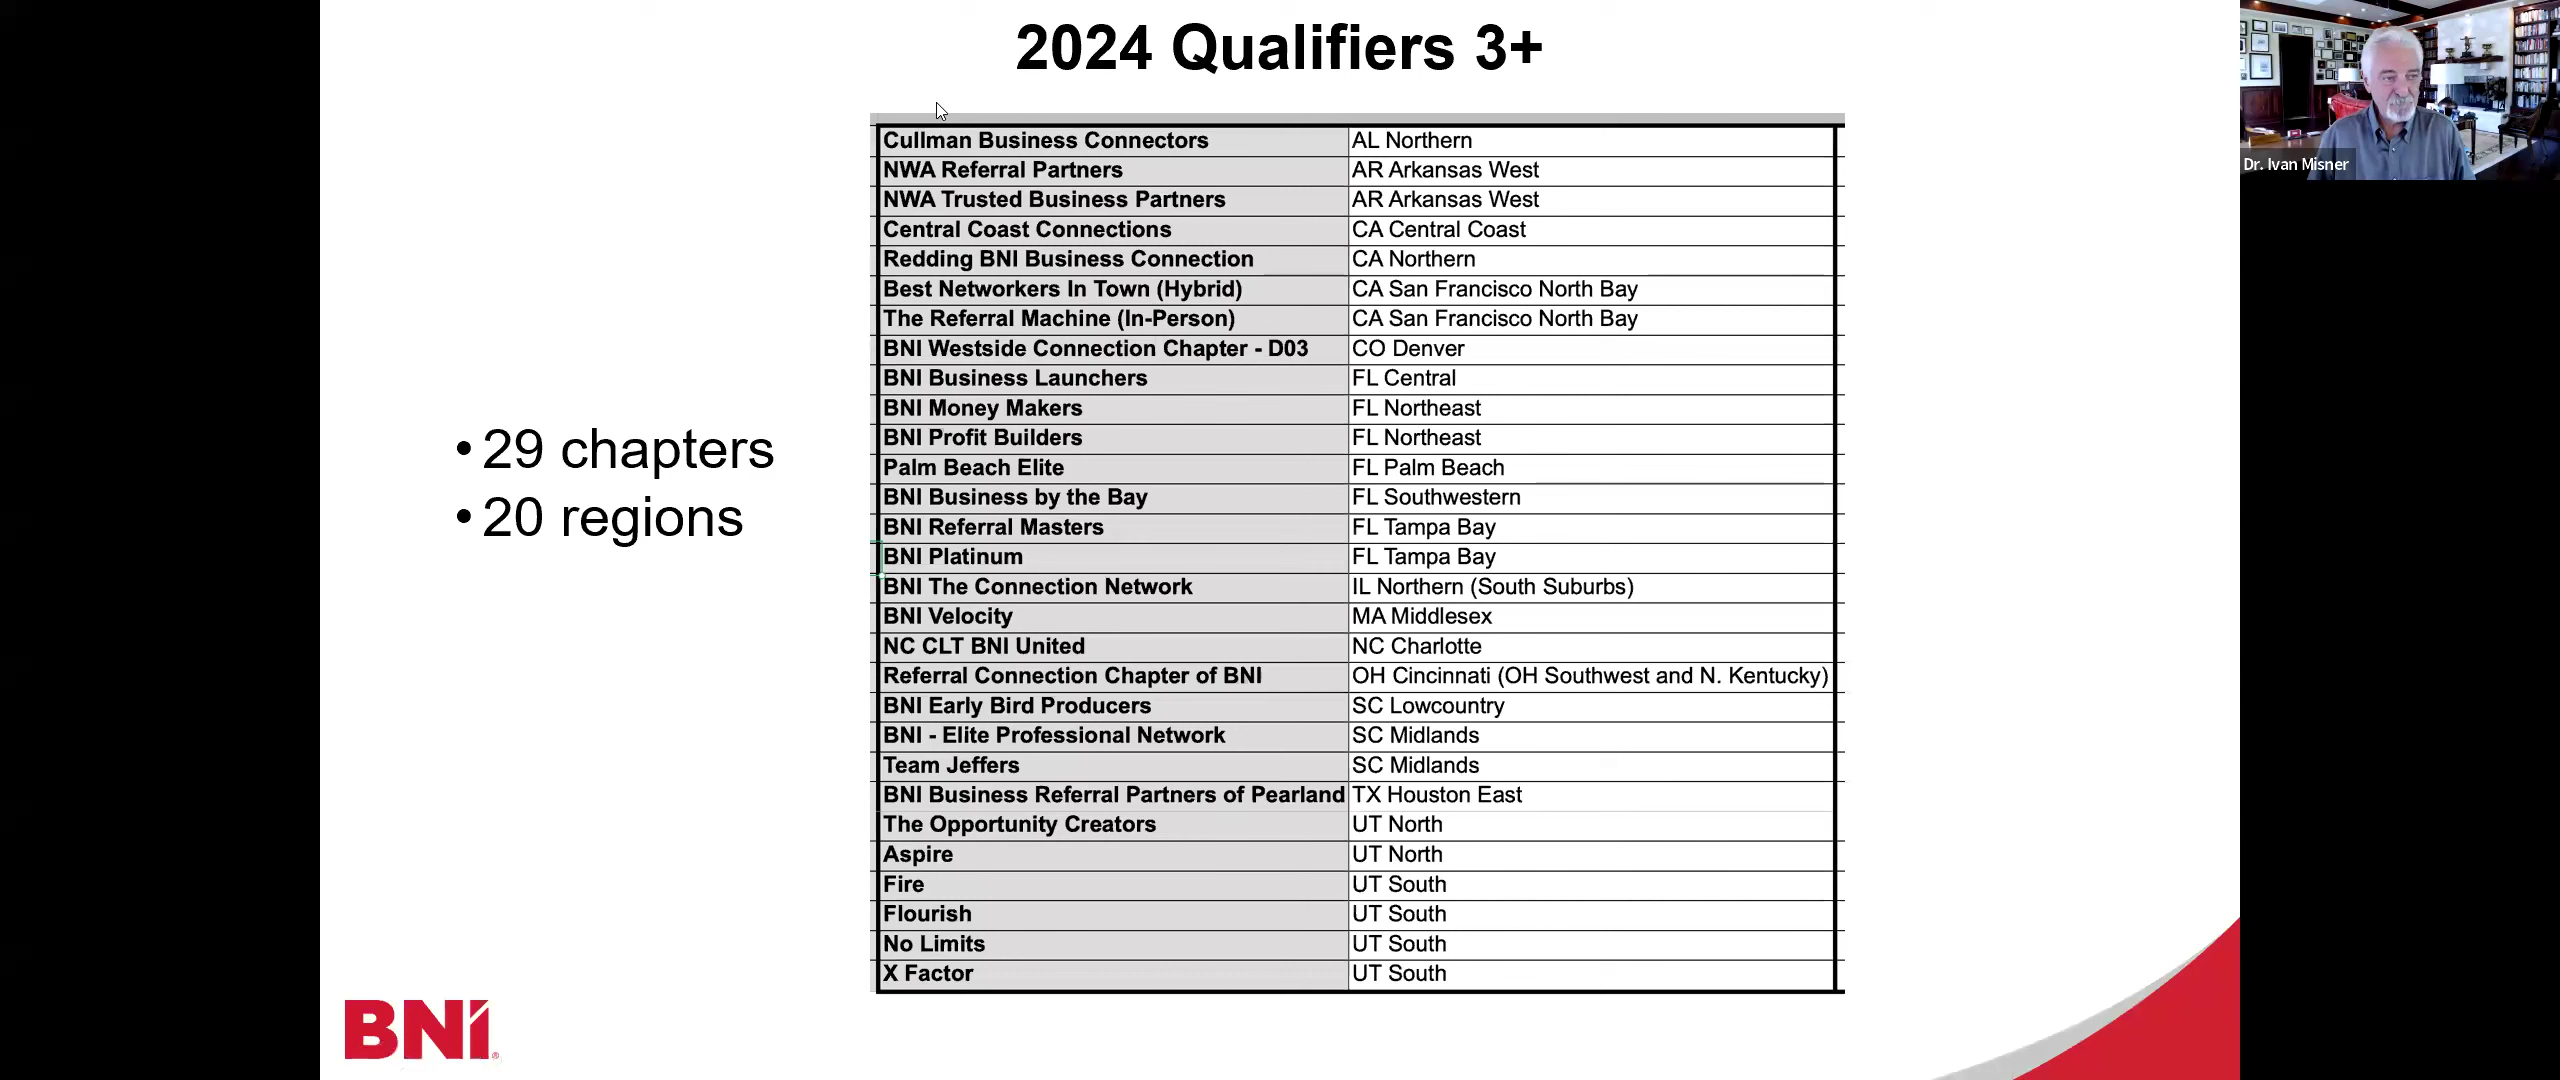 2024 Qualifiers 3+
Dr. Ivan Misner
• 29 chapters
• 20 regions
Cullman Business Connectors AL Northern
NWA Referral Partners AR Arkansas West
NWA Trusted Business Partners AR Arkansas West
Central Coast Connections CA Central Coast
Redding BNI Business Connection CA Northern
Best Networkers In Town (Hybrid) CA San Francisco North Bay
The Referral Machine (In-Person) CA San Francisco North Bay
BNI Westside Connection Chapter - D03 CO Denver
BNI Business Launchers FL Central
BNI Money Makers FL Northeast
BNI Profit Builders FL Northeast
Palm Beach Elite FL Palm Beach
BNI Business by the Bay FL Southwestern
BNI Referral Masters FL Tampa Bay
BNI Platinum FL Tampa Bay
BNI The Connection Network IL Northern (South Suburbs)
BNI Velocity MA Middlesex
NC CLT BNI United NC Charlotte
Referral Connection Chapter of BNI OH Cincinnati (OH Southwest and N. Kentucky)
BNI Early Bird Producers SC Lowcountry
BNI - Elite Professional Network SC Midlands
Team Jeffers SC Midlands
BNI Business Referral Partners of Pearland TX Houston East
The Opportunity Creators UT North
Aspire UT North
Fire UT South
Flourish UT South
No Limits UT South
X Factor UT South
BNI®